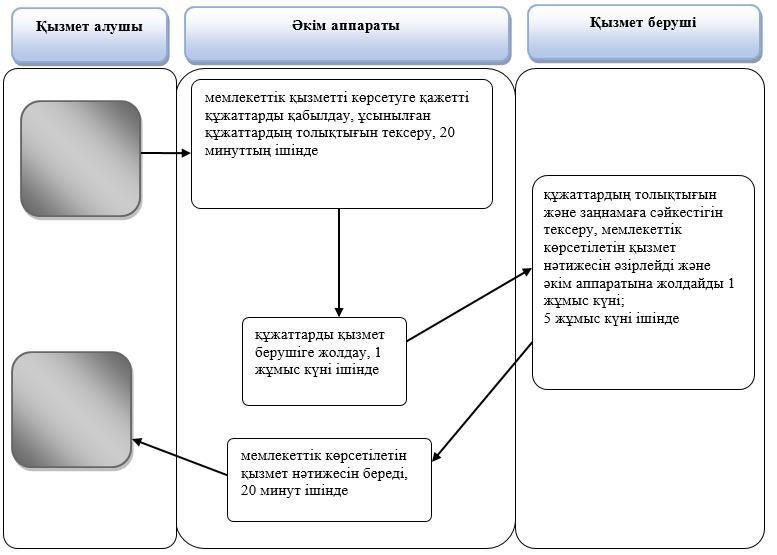 Қызмет алушы
Әкім аппараты
Қызмет беруші
мемлекеттік қызметті көрсетуге қажетті
құжаттарды қабылдау, ұсынылған
құжаттардың толықтығын тексеру, 20
минуттың ішінде
құжаттарды қызмет
берушіге жолдау, 1
жұмыс күні ішінде
құжаттардың толықтығын
және заңнамаға сәйкестігін
тексеру, мемлекеттік
көрсетілетін қызмет
нәтижесін әзірлейді және
әкім аппаратына жолдайды 1
жұмыс күні;
5 жұмыс күні ішінде
мемлекеттік көрсетілетін
қызмет нәтижесін береді,
20 минут ішінде